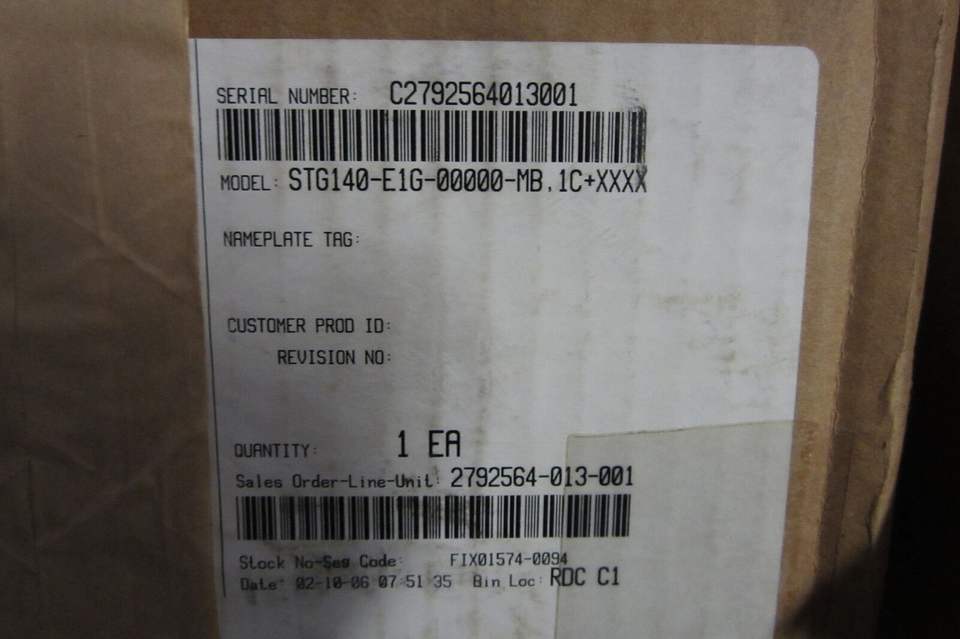 SERIAL NUMBER: C2792564013001
MODEL: STG140-E1G-00000-MB,1C+XXXX
NAMEPLATE TAG:
CUSTOMER PROD ID:
REVISION NO:
QUANTITY: 1 EA
Sales Order-Line-Unit: 2792564-013-001
Stock No-Seg Code: FIX01574-0094
Date: 02-10-06 07:51:35 Bin Loc: RDC C1